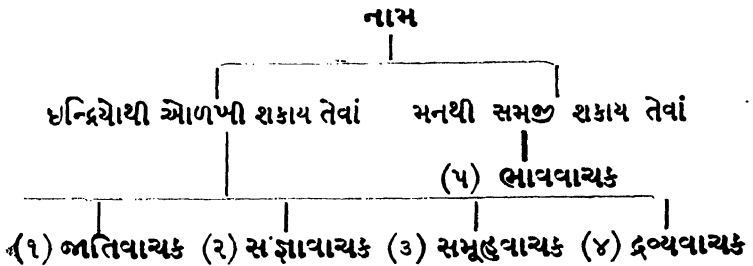 નામ
ઇન્દ્રિયોથી ઓળખી શકાય તેવાં મનથી સમજી શકાય તેવાં
(૫) ભાવવાચક
(૧) જાતિવાચક (૨) સંજ્ઞાવાચક (૩) સમૂહવાચક (૪) દ્રવ્યવાચક